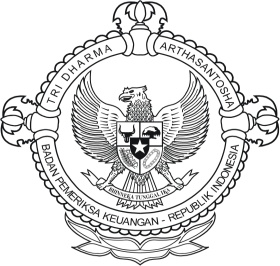 TRI DHARMA ARTHASANTOSHA
BHINNEKA TUNGGAL IKA
BADAN PEMERIKSA KEUANGAN - REPUBLIK INDONESIA